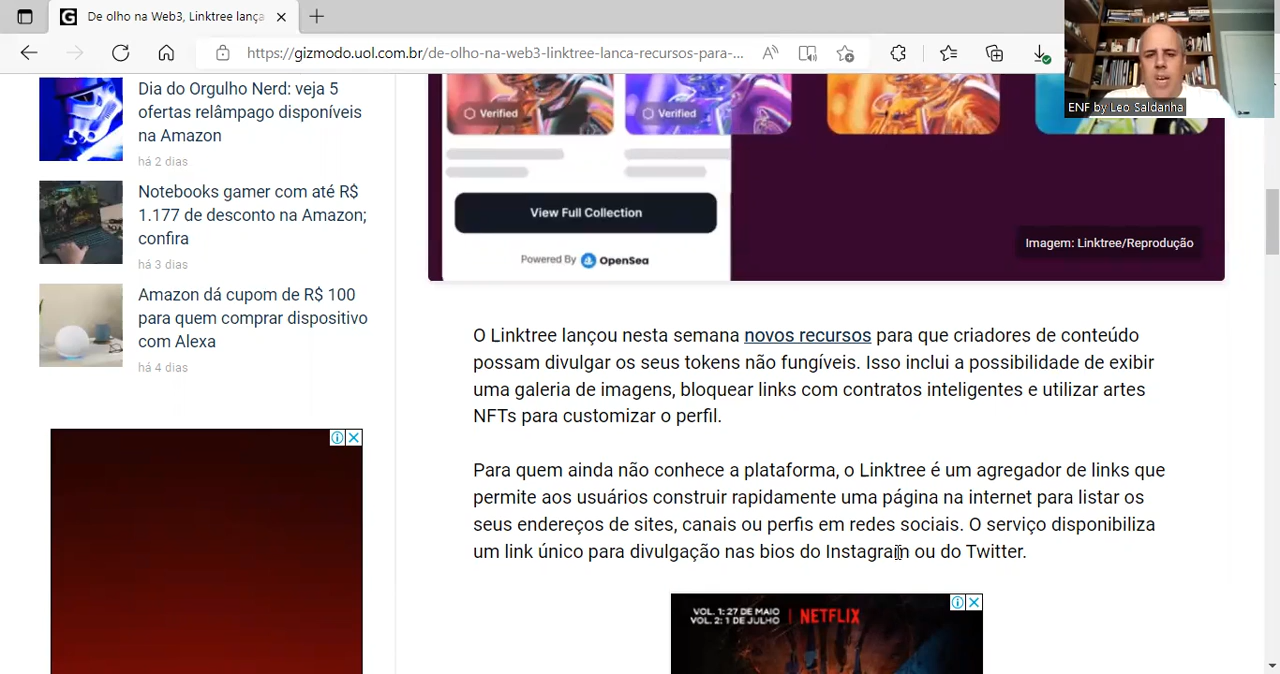 De olho na Web3, Linktree lança
https://gizmodo.uol.com.br/de-olho-na-web3-linktree-lanca-recursos-para-...
ENF by Leo Saldanha
Dia do Orgulho Nerd: veja 5
ofertas relâmpago disponíveis
na Amazon
há 2 dias
Notebooks gamer com até R$
1.177 de desconto na Amazon;
confira
há 3 dias
Amazon dá cupom de R$ 100
para quem comprar dispositivo
com Alexa
há 4 dias
Verified
Verified
View Full Collection
Powered By OpenSea
Imagem: Linktree/Reprodução
O Linktree lançou nesta semana novos recursos para que criadores de conteúdo
possam divulgar os seus tokens não fungíveis. Isso inclui a possibilidade de exibir
uma galeria de imagens, bloquear links com contratos inteligentes e utilizar artes
NFTs para customizar o perfil.
Para quem ainda não conhece a plataforma, o Linktree é um agregador de links que
permite aos usuários construir rapidamente uma página na internet para listar os
seus endereços de sites, canais ou perfis em redes sociais. O serviço disponibiliza
um link único para divulgação nas bios do Instagram ou do Twitter.
VOL. 1: 27 DE MAIO
VOL. 2: 1 DE JULHO
NETFLIX